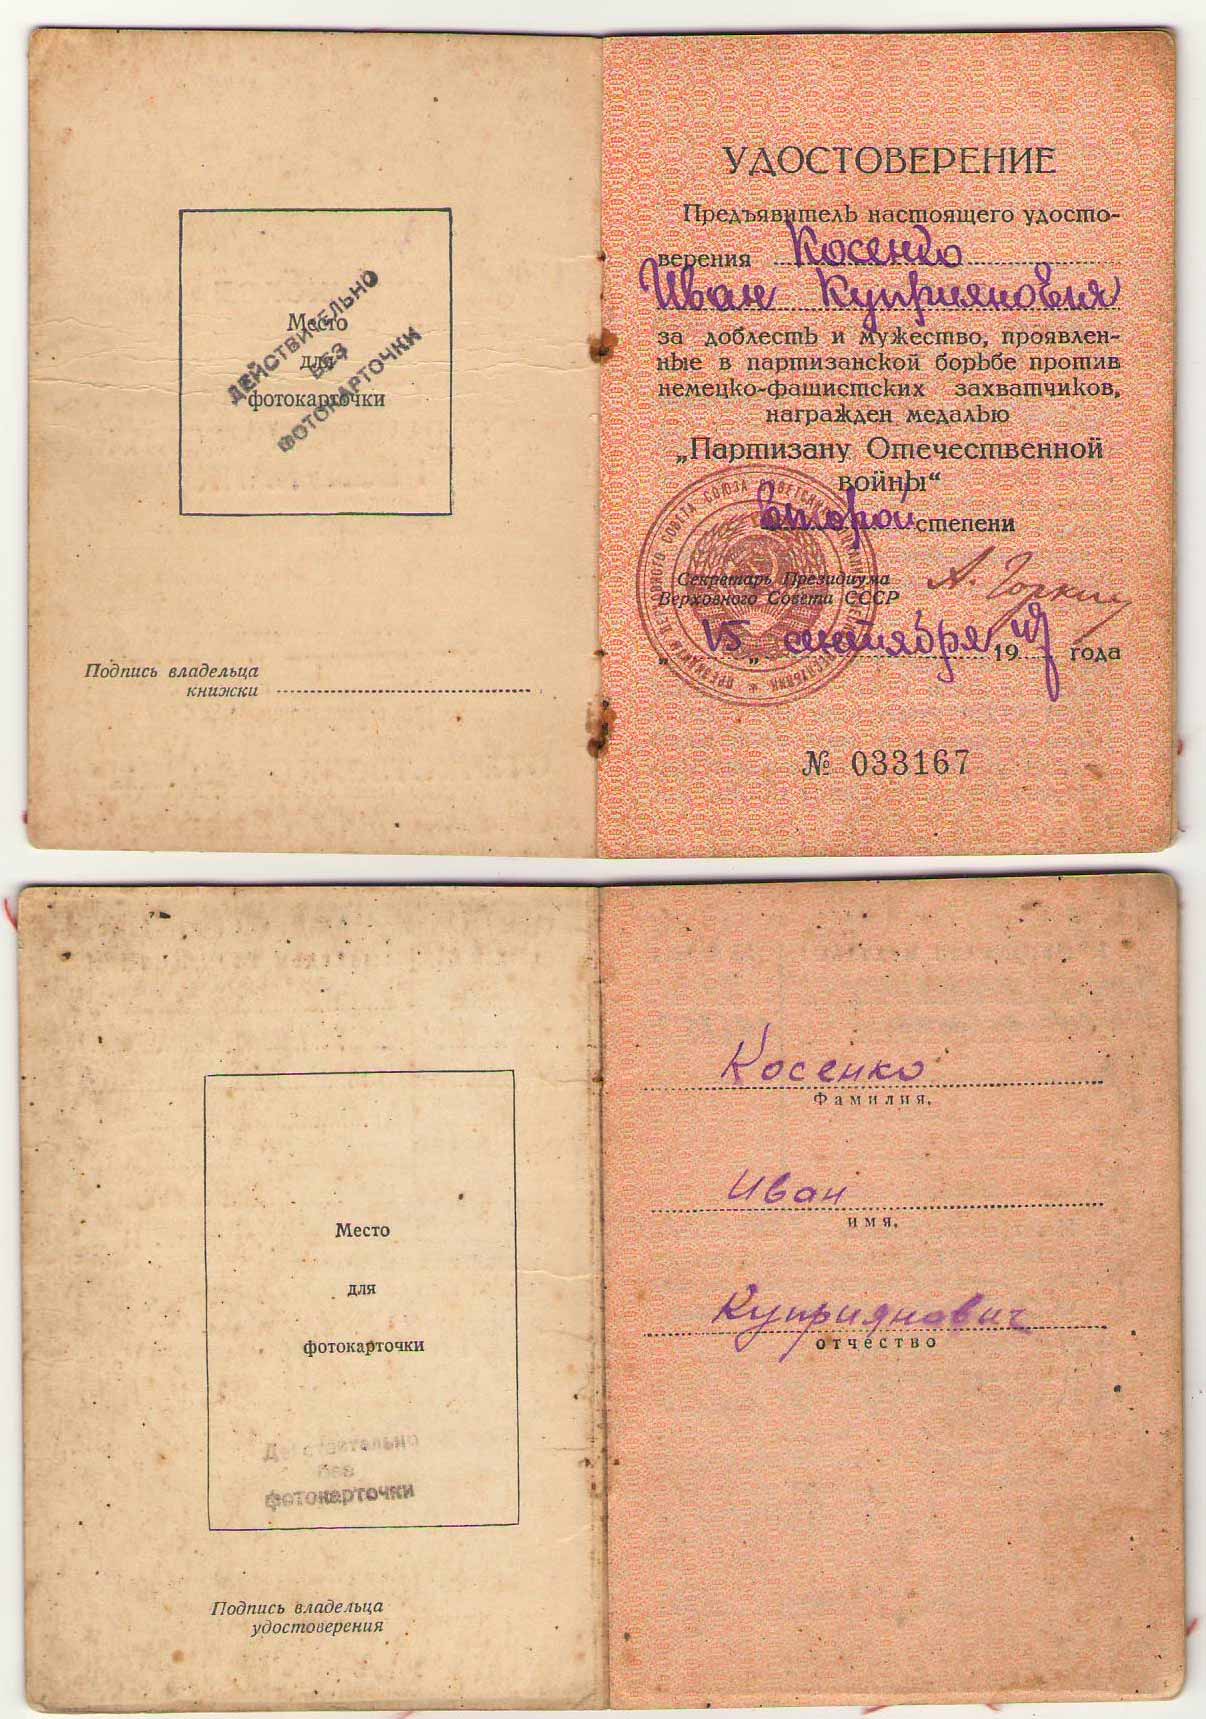 Место
для
фотокарточки
ДЕЙСТВИТЕЛЬНО
БЕЗ
ФОТОКАРТОЧКИ
Подпись владельца
книжки
УДОСТОВЕРЕНИЕ
Предъявитель настоящего удосто-
верения Косенко
Иван Куприянович
за доблесть и мужество, проявлен-
ные в партизанской борьбе против
немецко-фашистских захватчиков,
награжден медалью
„Партизану Отечественной
войны“
второй степени
Секретарь Президиума
Верховного Совета СССР А. Горкин
„15„ сентября 1949 года
№ 033167
Место
для
фотокарточки
Действительно
без
фотокарточки
Подпись владельца
удостоверения
Косенко
Фамилия,
Иван
имя,
Куприянович
отчество